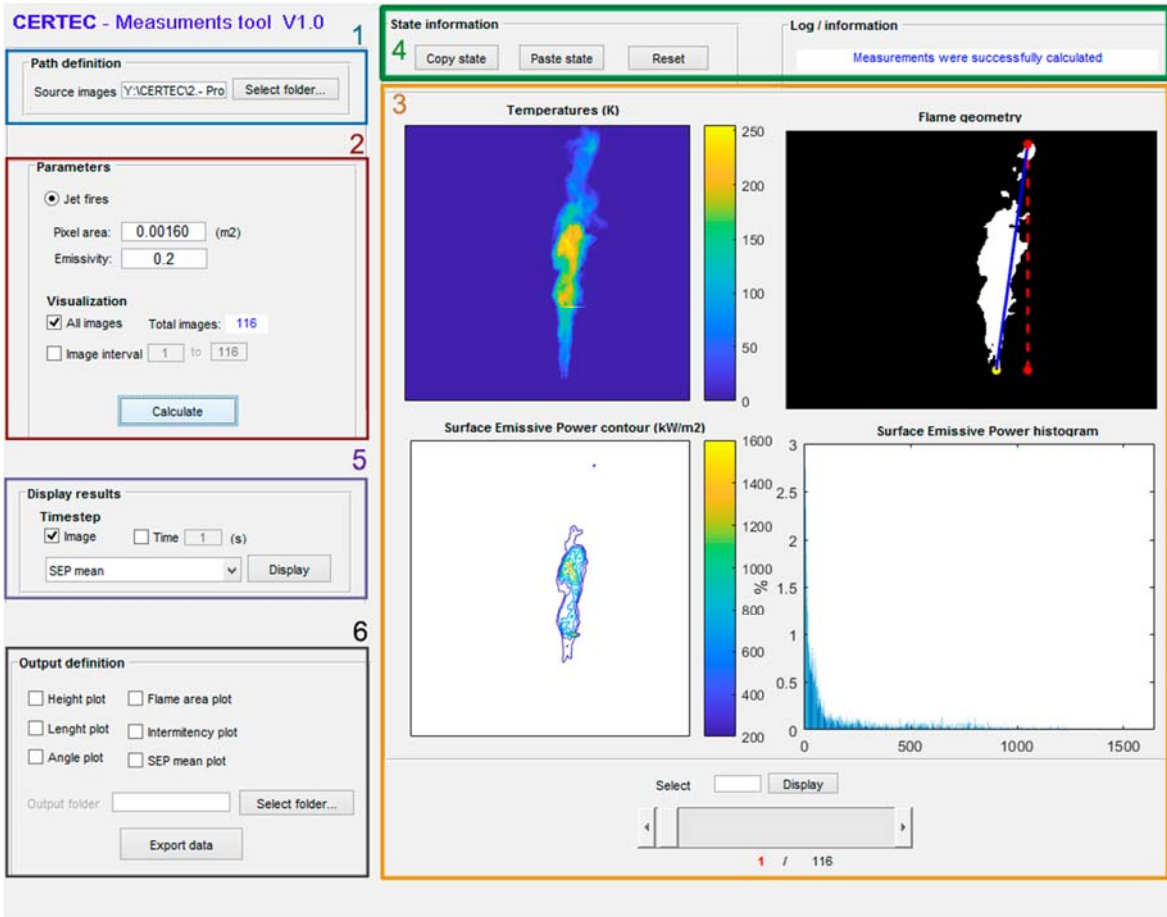 CERTEC - Measuments tool V1.0
1
Path definition
Source images Y:\CERTEC\2.- Pro Select folder...
2
Parameters
Jet fires
Pixel area: 0.00160 (m2)
Emissivity: 0.2
Visualization
All images Total images: 116
Image interval 1 to 116
Calculate
5
Display results
Timestep
Image Time 1 (s)
SEP mean Display
6
Output definition
Height plot Flame area plot
Lenght plot Intermitency plot
Angle plot SEP mean plot
Output folder Select folder...
Export data
State information
4 Copy state Paste state Reset
Log / information
Measurements were successfully calculated
3
Temperatures (K)
250
200
150
100
50
0
Flame geometry
Surface Emissive Power contour (kW/m2)
1600
1400
1200
1000
800
600
400
200
Surface Emissive Power histogram
%
3
2.5
2
1.5
1
0.5
0
0 500 1000 1500
Select Display
1 / 116